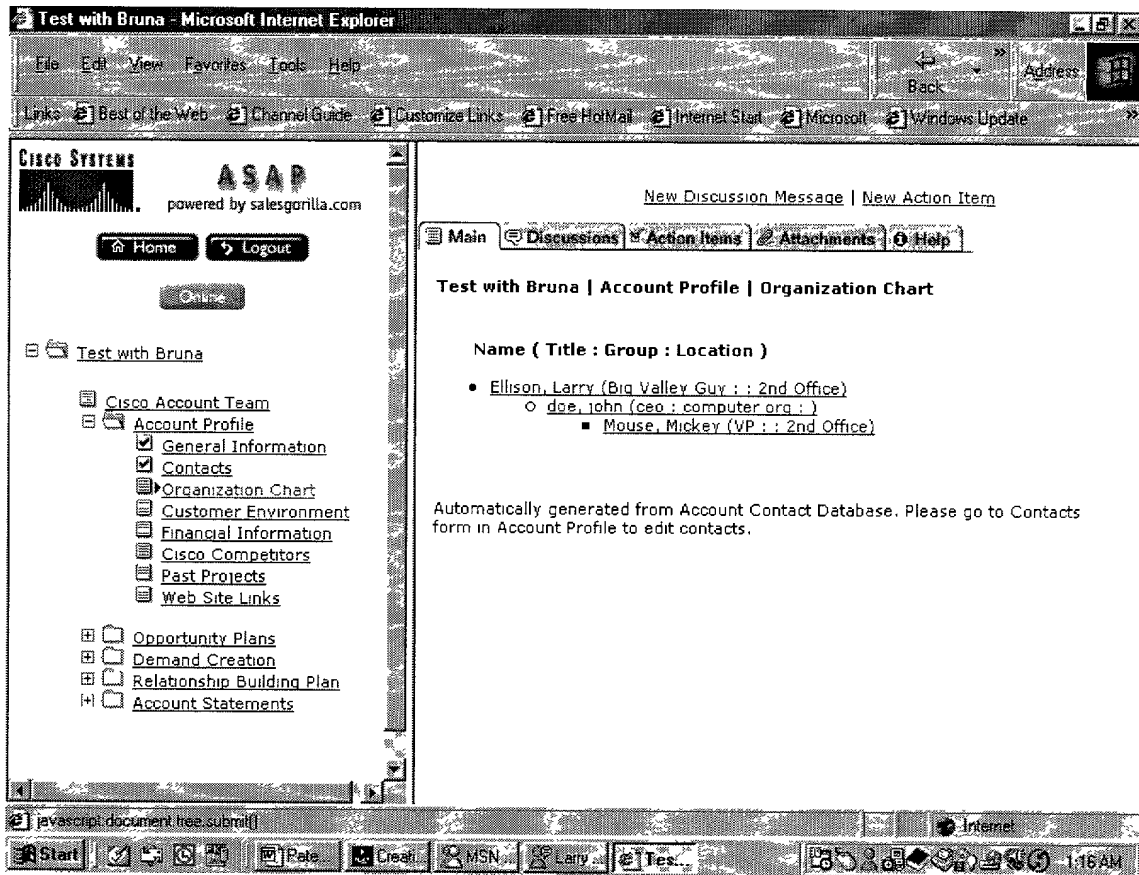 Test with Bruna - Microsoft Internet Explorer
File Edit View Favorites Tools Help
Back
Address
Links Best of the Web Channel Guide Customize Links Free HotMail Internet Start Microsoft Windows Update
CISCO SYSTEMS
ASAP
powered by salesgorilla.com
Home Logout
Online
Test with Bruna
Cisco Account Team
Account Profile
General Information
Contacts
Organization Chart
Customer Environment
Financial Information
Cisco Competitors
Past Projects
Web Site Links
Opportunity Plans
Demand Creation
Relationship Building Plan
Account Statements
New Discussion Message | New Action Item
Main Discussions Action Items Attachments Help
Test with Bruna | Account Profile | Organization Chart
Name ( Title : Group : Location )
Ellison, Larry (Big Valley Guy : : 2nd Office)
doe, john (ceo : computer org : )
Mouse, Mickey (VP : : 2nd Office)
Automatically generated from Account Contact Database. Please go to Contacts
form in Account Profile to edit contacts.
javascript:document.tree.submit()
Internet
Start Pate... Creati... MSN... Larry... Tes... 1:16 AM